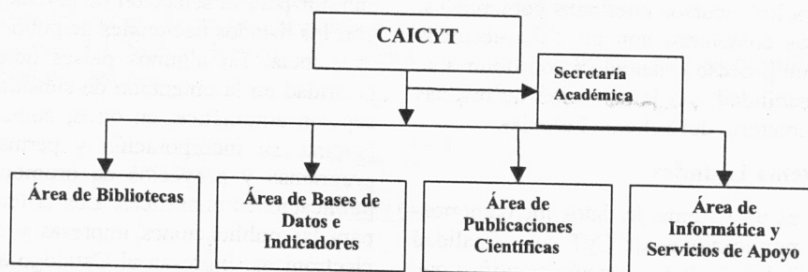 CAICYT
Secretaría
Académica
Área de Bibliotecas
Área de Bases de
Datos e
Indicadores
Área de
Publicaciones
Científicas
Área de
Informática y
Servicios de Apoyo